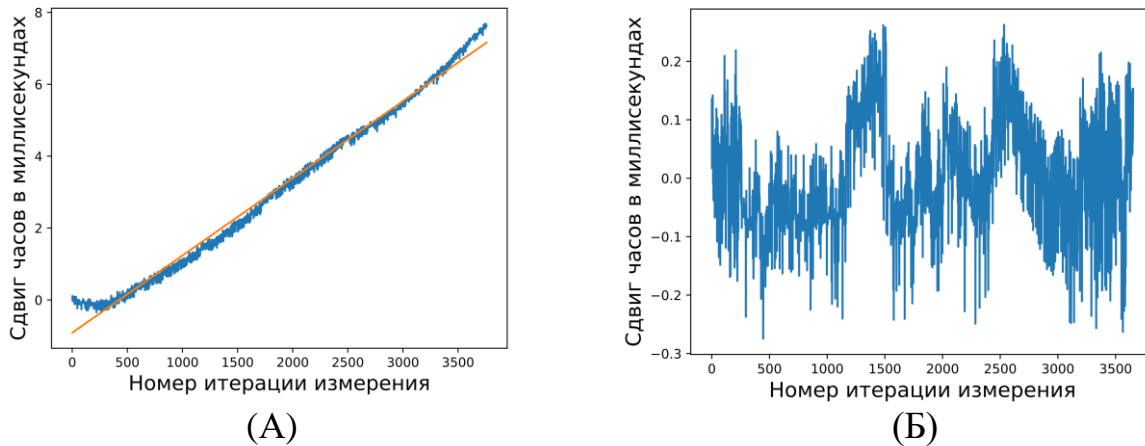 Сдвиг часов в миллисекундах
8
6
4
2
0
0 500 1000 1500 2000 2500 3000 3500
Номер итерации измерения
(А)
Сдвиг часов в миллисекундах
0.2
0.1
0.0
−0.1
−0.2
−0.3
0 500 1000 1500 2000 2500 3000 3500
Номер итерации измерения
(Б)